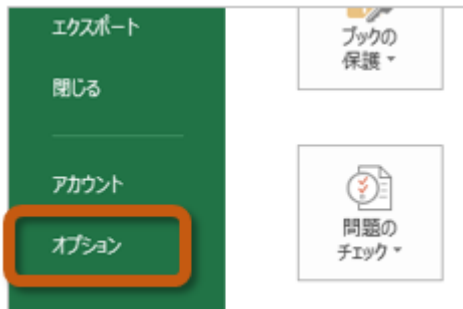 エクスポート
閉じる
アカウント
オプション
ブックの
保護
問題の
チェック